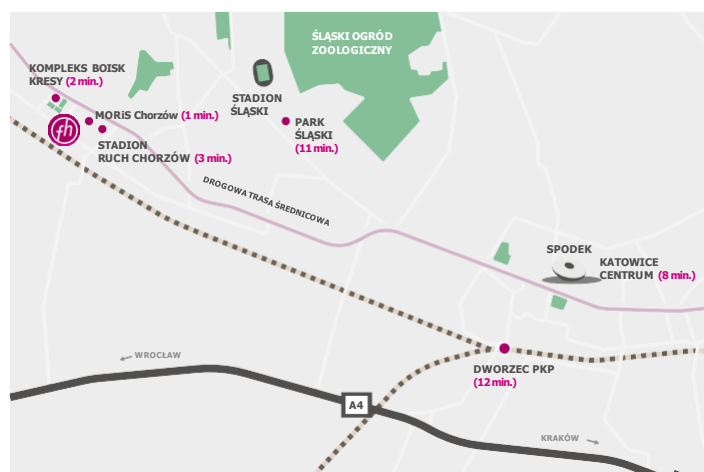 ŚLĄSKI OGRÓD
ZOOLOGICZNY
KOMPLEKS BOISK
KRESY (2 min.)
STADION
ŚLĄSKI
MORiS Chorzów (1 min.)
fh
PARK
ŚLĄSKI
(11 min.)
STADION
RUCH CHORZÓW (3 min.)
DROGOWA TRASA ŚREDNICOWA
SPODEK
KATOWICE
CENTRUM (8 min.)
← WROCŁAW
DWORZEC PKP
(12 min.)
A4
KRAKÓW →